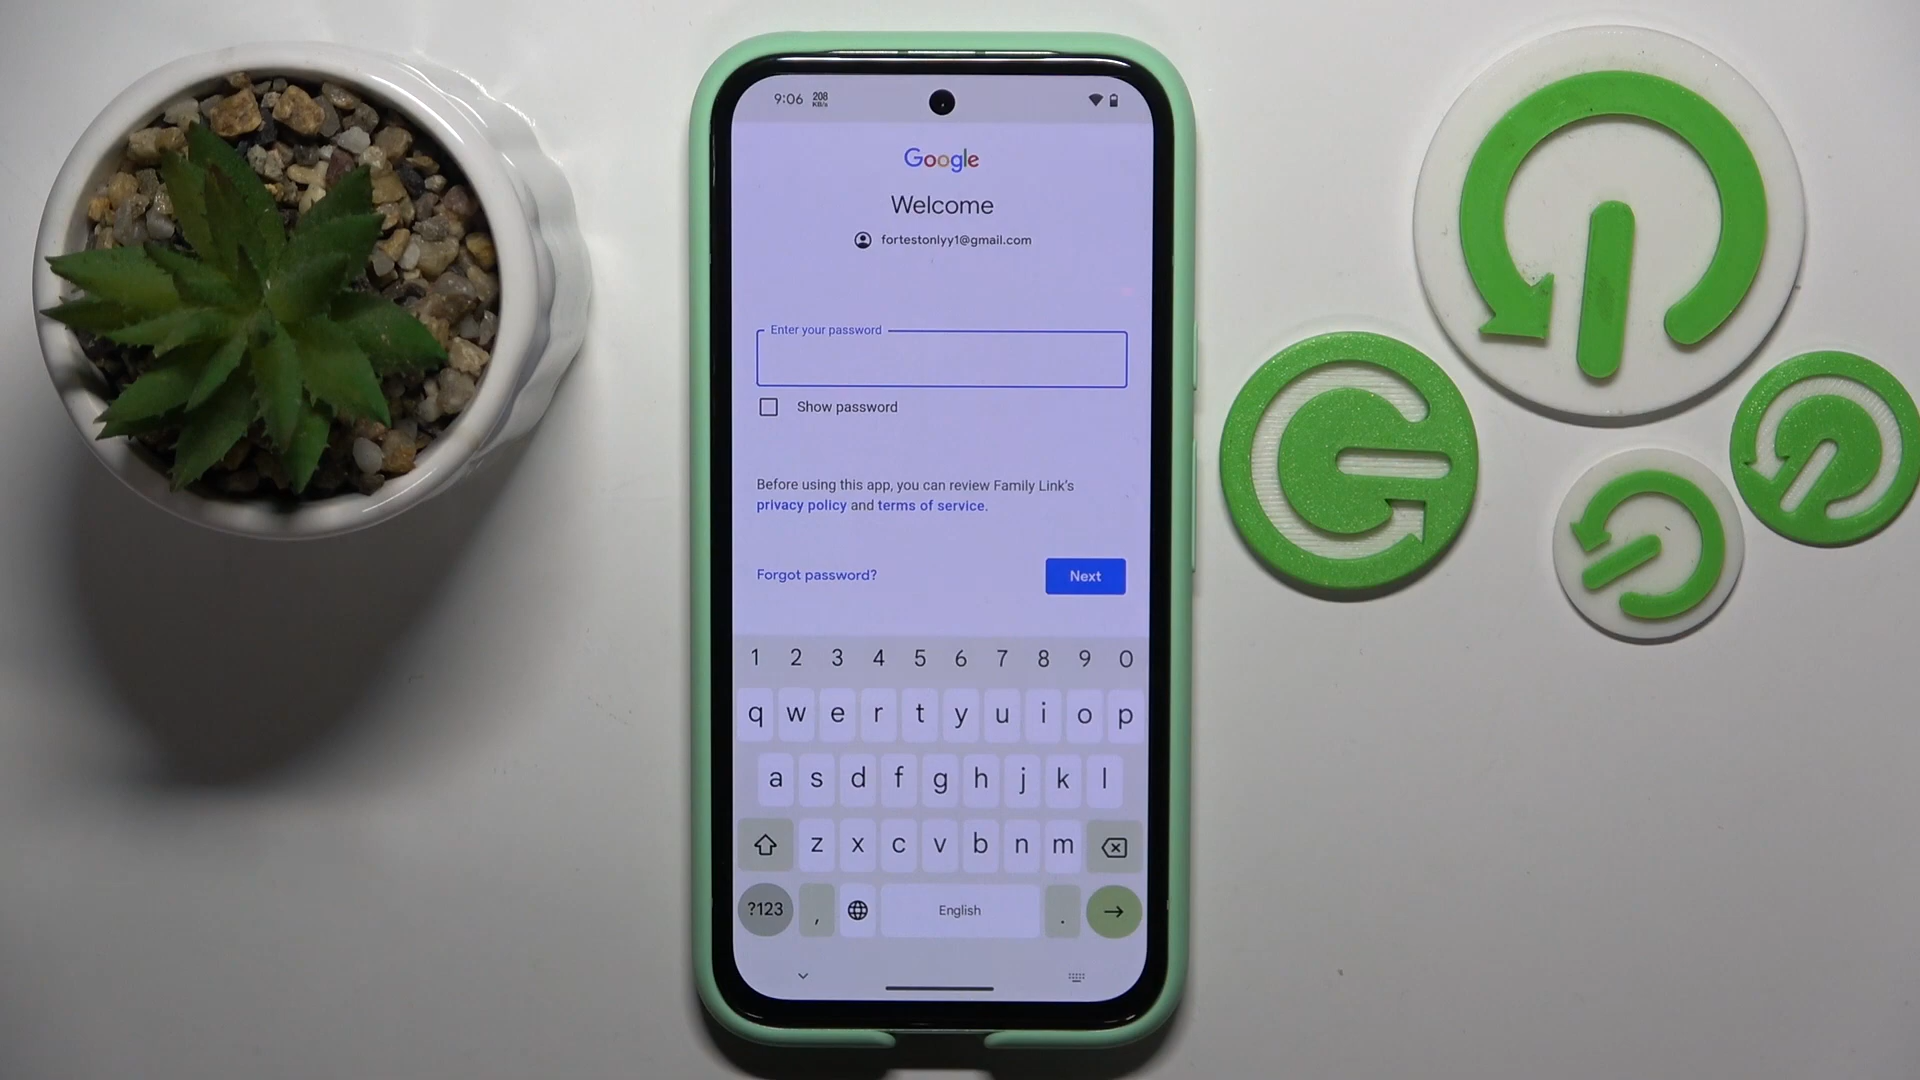 9:06 208 KB/s
Google
Welcome
fortestonlyy1@gmail.com
Enter your password
Show password
Before using this app, you can review Family Link's
privacy policy and terms of service.
Forgot password? Next
1 2 3 4 5 6 7 8 9 0
q w e r t y u i o p
a s d f g h j k l
z x c v b n m
?123 , English .